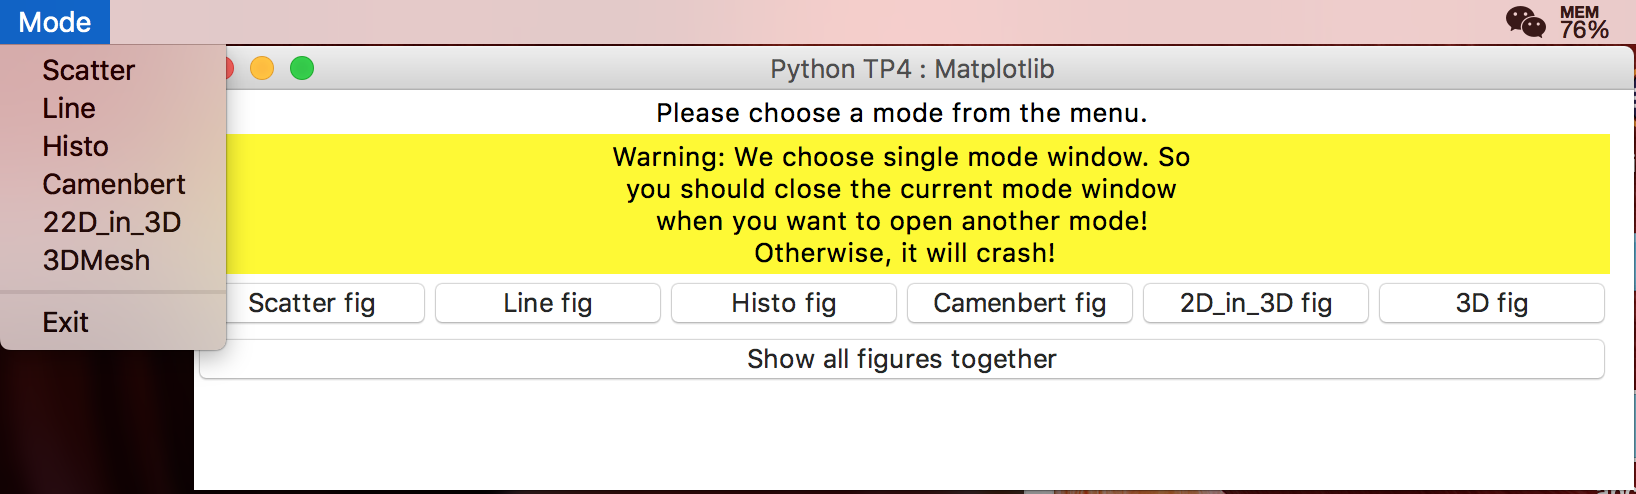 Mode
MEM
76%
Scatter
Line
Histo
Camenbert
22D_in_3D
3DMesh
Exit
Python TP4 : Matplotlib
Please choose a mode from the menu.
Warning: We choose single mode window. So
you should close the current mode window
when you want to open another mode!
Otherwise, it will crash!
Scatter fig
Line fig
Histo fig
Camenbert fig
2D_in_3D fig
3D fig
Show all figures together